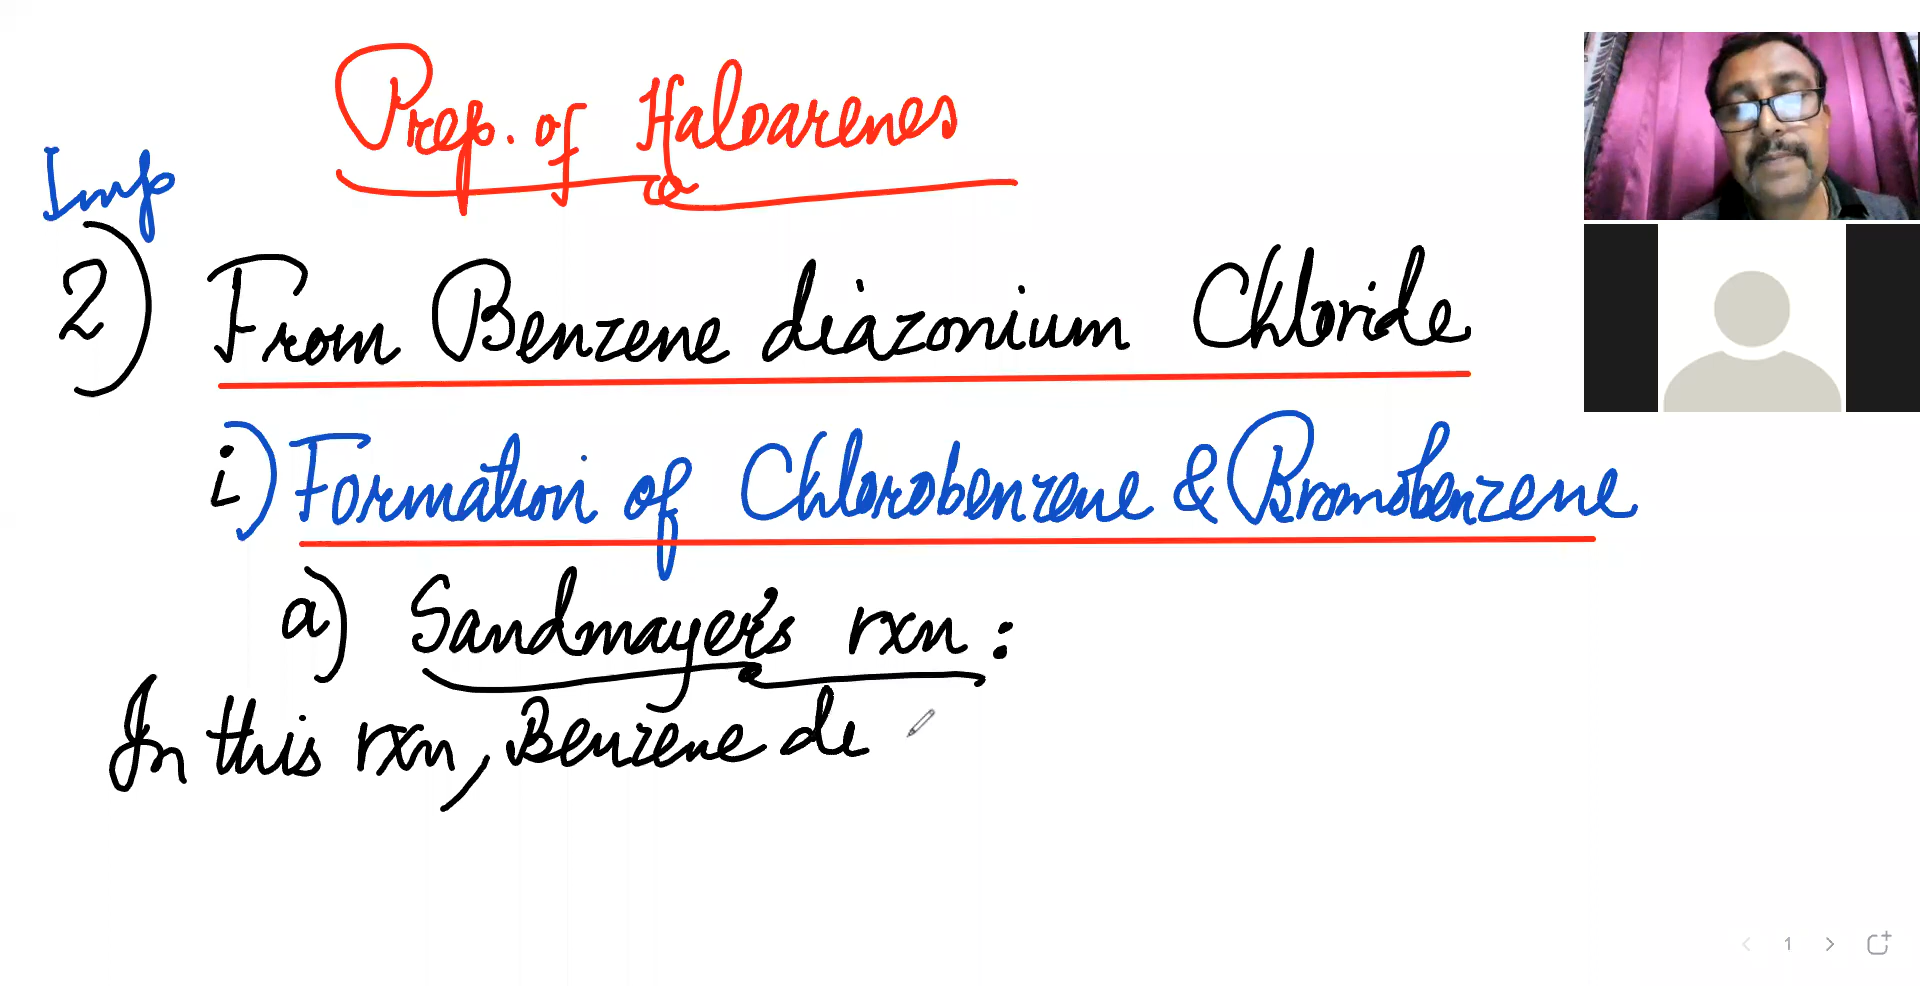 Prep. of Haloarenes
Imp
2) From Benzene diazonium Chloride
i) Formation of Chlorobenzene & Bromobenzene
a) Sandmayer's rxn :
In this rxn, Benzene di
1